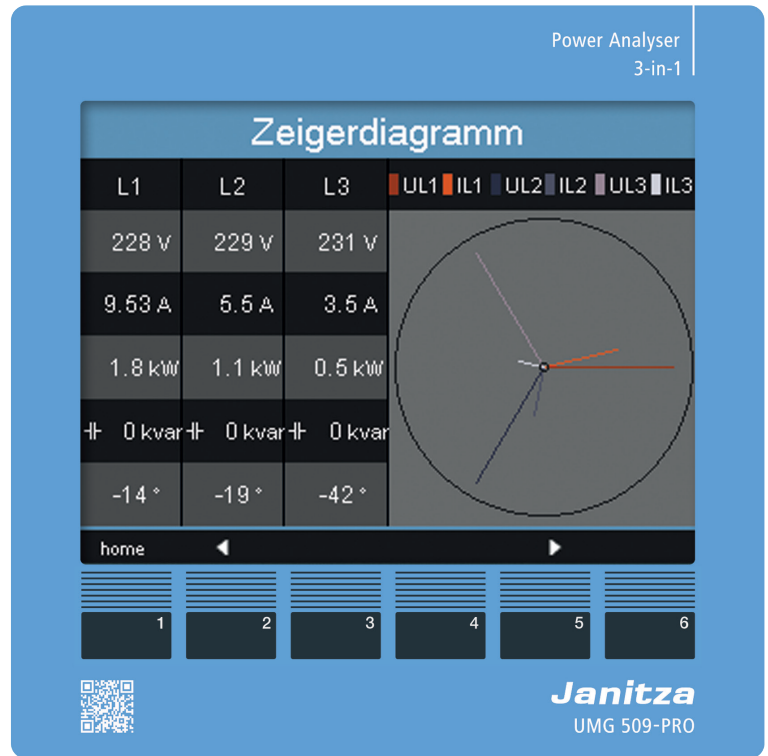 Power Analyser
3-in-1
Zeigerdiagramm
L1 L2 L3 UL1 IL1 UL2 IL2 UL3 IL3
228 V 229 V 231 V
9.53 A 5.5 A 3.5 A
1.8 kW 1.1 kW 0.5 kW
0 kvar 0 kvar 0 kvar
-14 ° -19 ° -42 °
home
1 2 3 4 5 6
Janitza
UMG 509-PRO